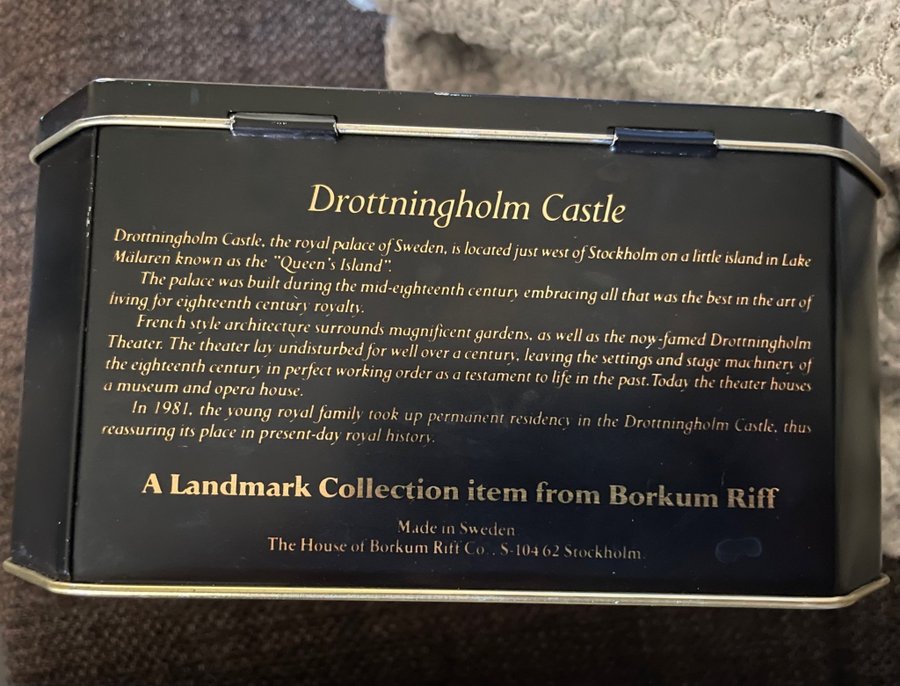 Drottningholm Castle
Drottningholm Castle, the royal palace of Sweden, is located just west of Stockholm on a little island in Lake
Mälaren known as the "Queen's Island".
The palace was built during the mid-eighteenth century embracing all that was the best in the art of
living for eighteenth century royalty.
French style architecture surrounds magnificent gardens, as well as the now-famed Drottningholm
Theater. The theater lay undisturbed for well over a century, leaving the settings and stage machinery of
the eighteenth century in perfect working order as a testament to life in the past. Today the theater houses
a museum and opera house.
In 1981, the young royal family took up permanent residency in the Drottningholm Castle, thus
reassuring its place in present-day royal history.
A Landmark Collection item from Borkum Riff
Made in Sweden
The House of Borkum Riff Co., S-104 62 Stockholm.